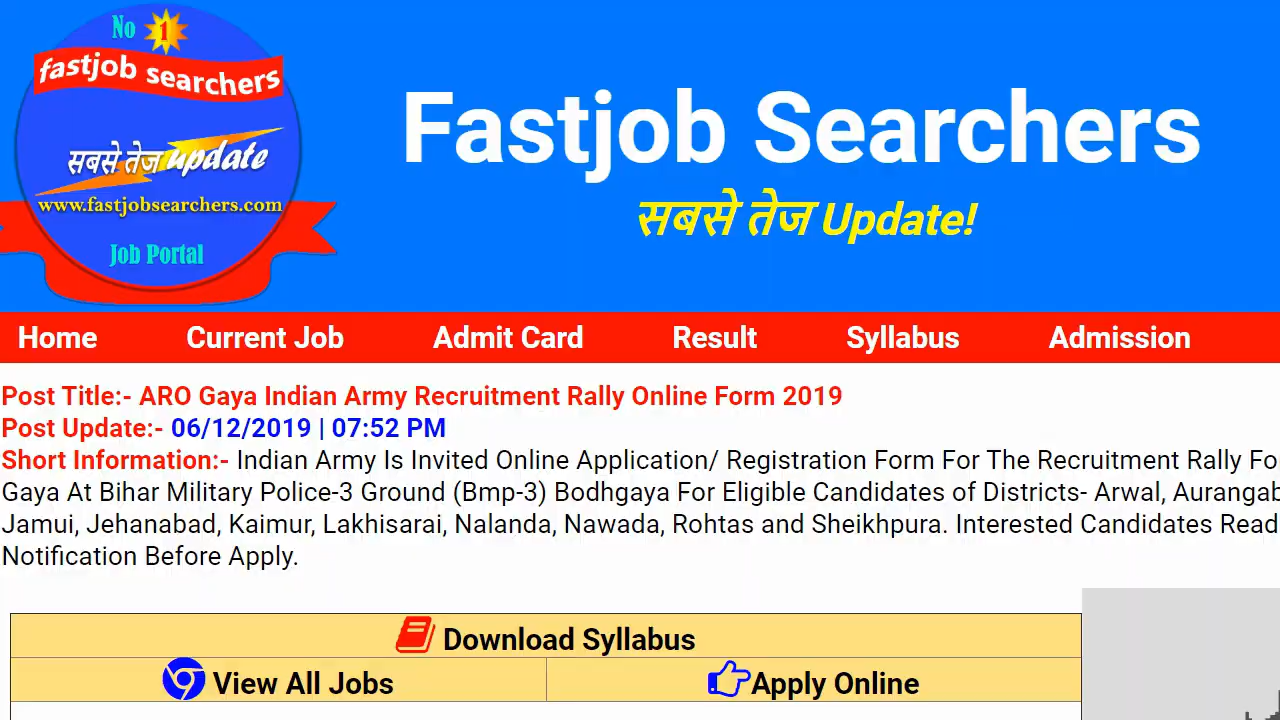 No 1
fastjob searchers
सबसे तेज update
www.fastjobsearchers.com
Job Portal
Fastjob Searchers
सबसे तेज Update!
Home Current Job Admit Card Result Syllabus Admission
Post Title:- ARO Gaya Indian Army Recruitment Rally Online Form 2019
Post Update:- 06/12/2019 | 07:52 PM
Short Information:- Indian Army Is Invited Online Application/ Registration Form For The Recruitment Rally Fo
Gaya At Bihar Military Police-3 Ground (Bmp-3) Bodhgaya For Eligible Candidates of Districts- Arwal, Aurangab
Jamui, Jehanabad, Kaimur, Lakhisarai, Nalanda, Nawada, Rohtas and Sheikhpura. Interested Candidates Read
Notification Before Apply.
Download Syllabus
View All Jobs Apply Online